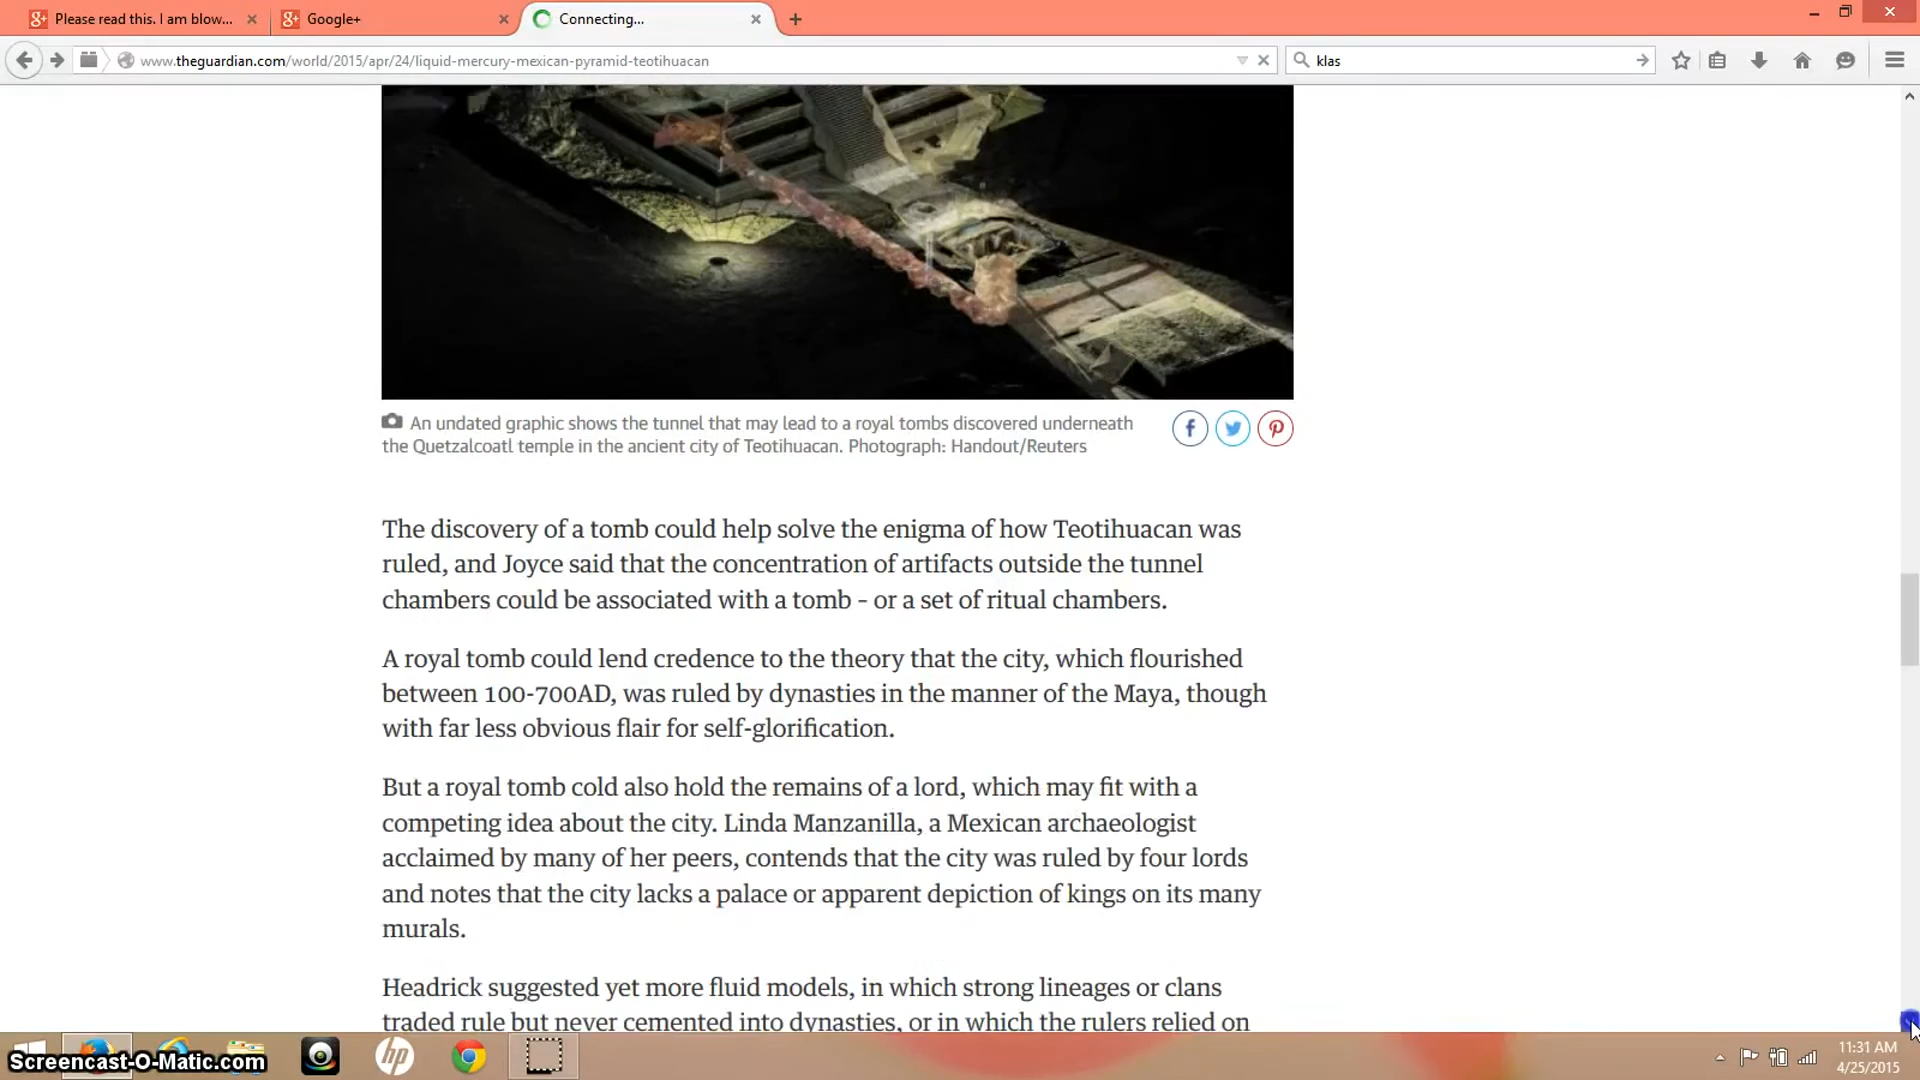 Please read this. I am blow...
Google+
Connecting...
www.theguardian.com/world/2015/apr/24/liquid-mercury-mexican-pyramid-teotihuacan
klas
An undated graphic shows the tunnel that may lead to a royal tombs discovered underneath
the Quetzalcoatl temple in the ancient city of Teotihuacan. Photograph: Handout/Reuters
The discovery of a tomb could help solve the enigma of how Teotihuacan was
ruled, and Joyce said that the concentration of artifacts outside the tunnel
chambers could be associated with a tomb – or a set of ritual chambers.
A royal tomb could lend credence to the theory that the city, which flourished
between 100-700AD, was ruled by dynasties in the manner of the Maya, though
with far less obvious flair for self-glorification.
But a royal tomb cold also hold the remains of a lord, which may fit with a
competing idea about the city. Linda Manzanilla, a Mexican archaeologist
acclaimed by many of her peers, contends that the city was ruled by four lords
and notes that the city lacks a palace or apparent depiction of kings on its many
murals.
Headrick suggested yet more fluid models, in which strong lineages or clans
traded rule but never cemented into dynasties, or in which the rulers relied on
Screencast-O-Matic.com
hp
11:31 AM
4/25/2015